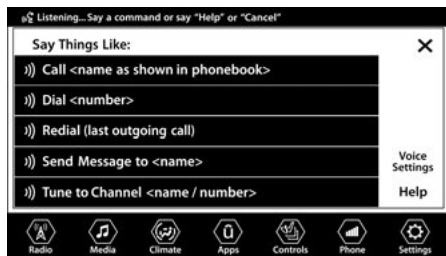 Listening...Say a command or say "Help" or "Cancel"
Say Things Like:
Call <name as shown in phonebook>
Dial <number>
Redial (last outgoing call)
Send Message to <name>
Tune to Channel <name / number>
Voice
Settings
Help
Radio Media Climate Apps Controls Phone Settings